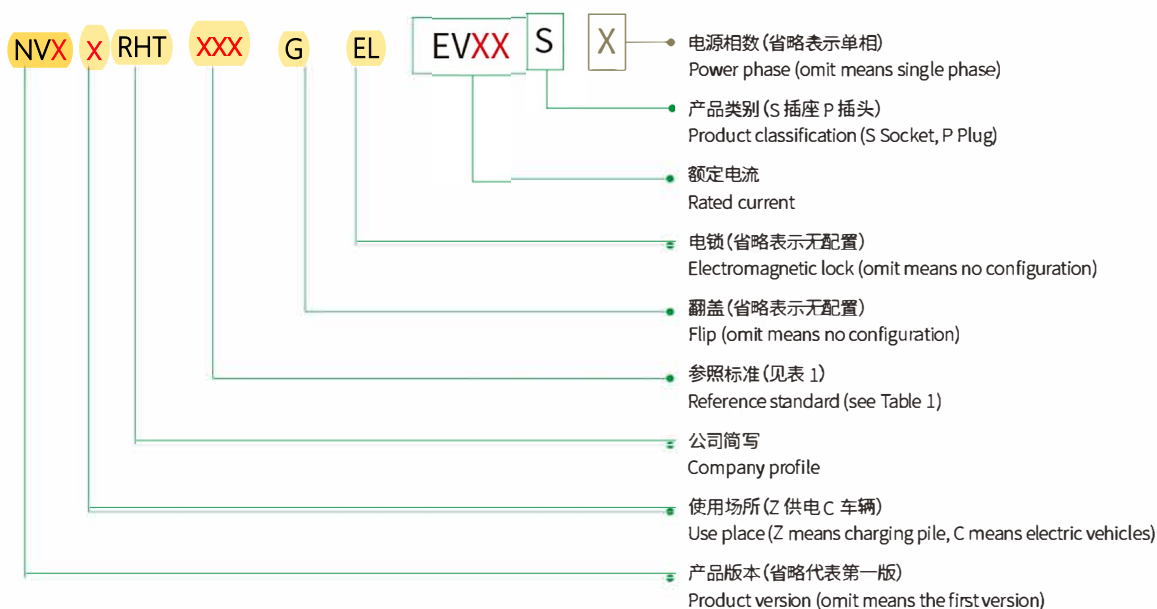 NVX X RHT XXX G EL EVXX S X
电源相数(省略表示单相)
Power phase (omit means single phase)
产品类别(S 插座 P 插头)
Product classification (S Socket, P Plug)
额定电流
Rated current
电锁(省略表示无配置)
Electromagnetic lock (omit means no configuration)
翻盖(省略表示无配置)
Flip (omit means no configuration)
参照标准(见表 1)
Reference standard (see Table 1)
公司简写
Company profile
使用场所(Z 供电 C 车辆)
Use place (Z means charging pile, C means electric vehicles)
产品版本(省略代表第一版)
Product version (omit means the first version)